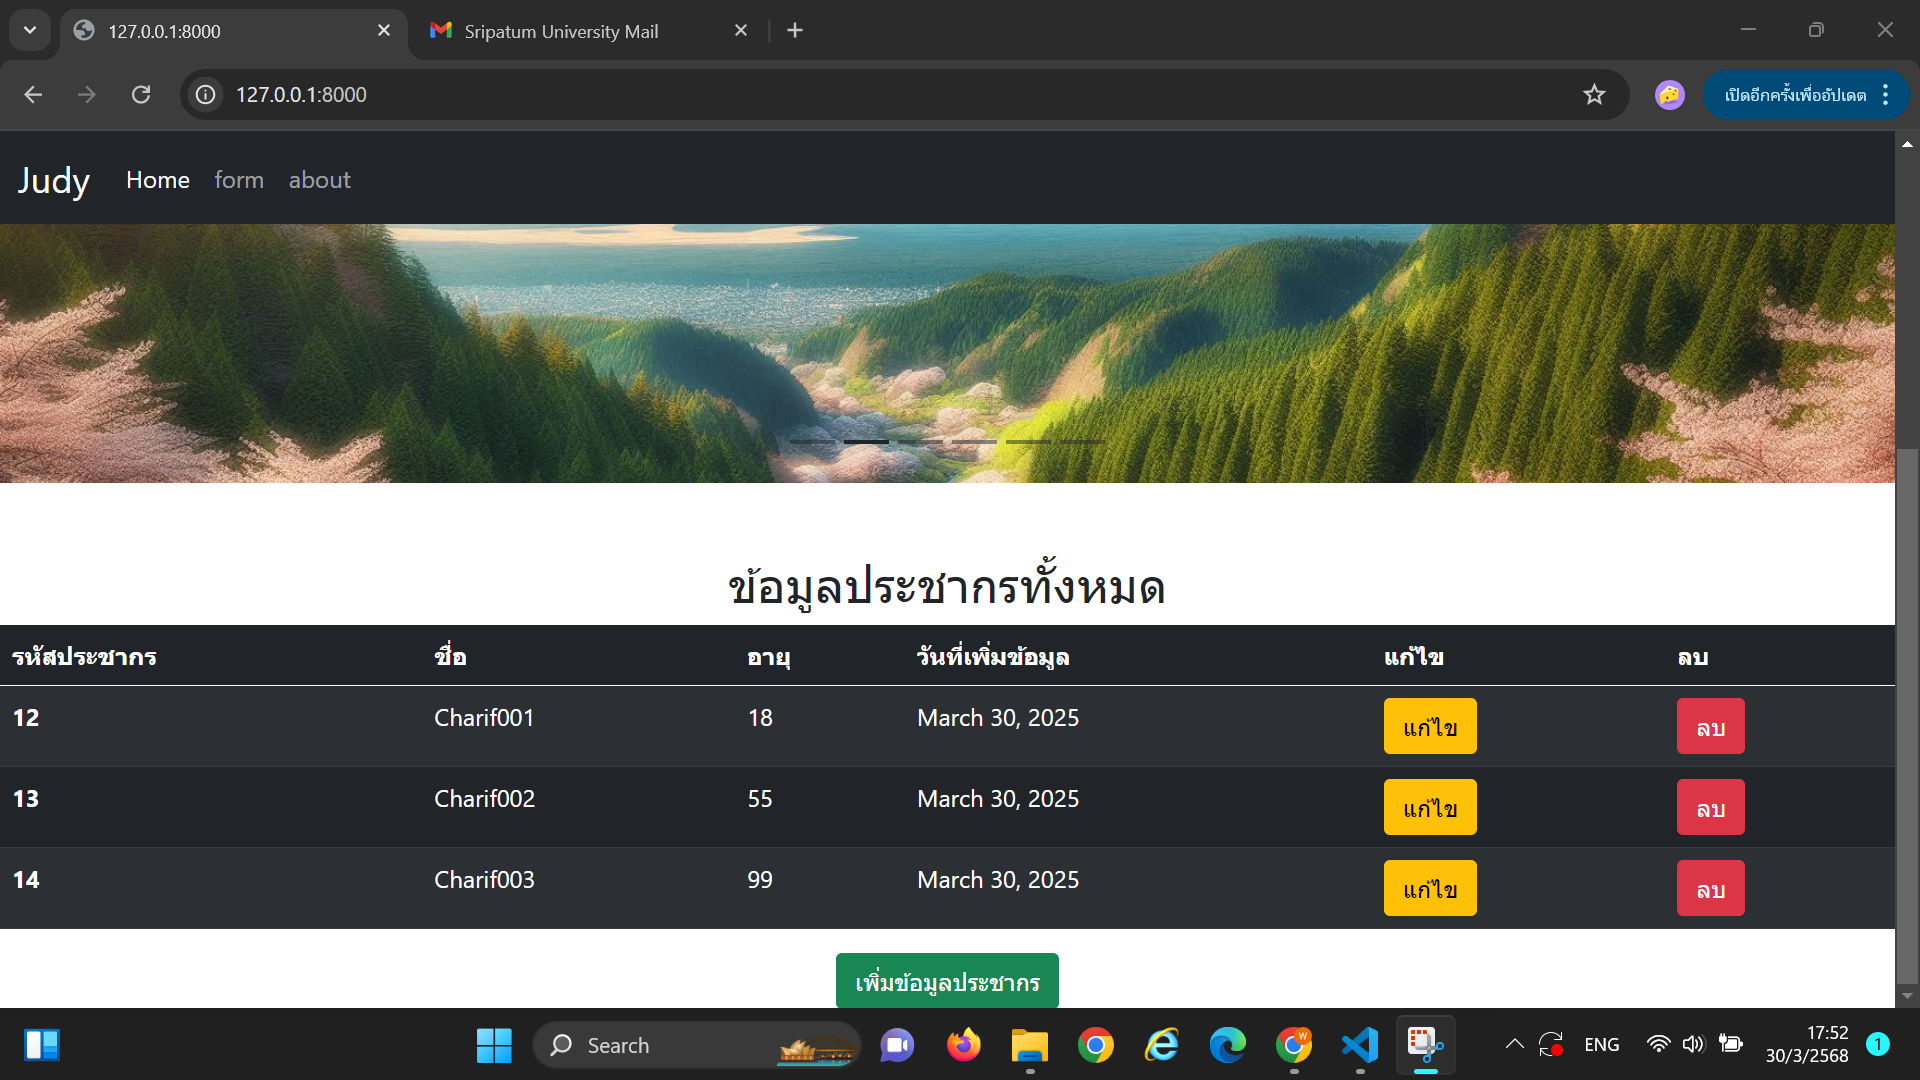 127.0.0.1:8000
Sripatum University Mail
127.0.0.1:8000
เปิดอีกครั้งเพื่ออัปเดต
Judy Home form about
ข้อมูลประชากรทั้งหมด
รหัสประชากร ชื่อ อายุ วันที่เพิ่มข้อมูล แก้ไข ลบ
12 Charif001 18 March 30, 2025 แก้ไข ลบ
13 Charif002 55 March 30, 2025 แก้ไข ลบ
14 Charif003 99 March 30, 2025 แก้ไข ลบ
เพิ่มข้อมูลประชากร
Search
W
ENG
17:52
30/3/2568
1